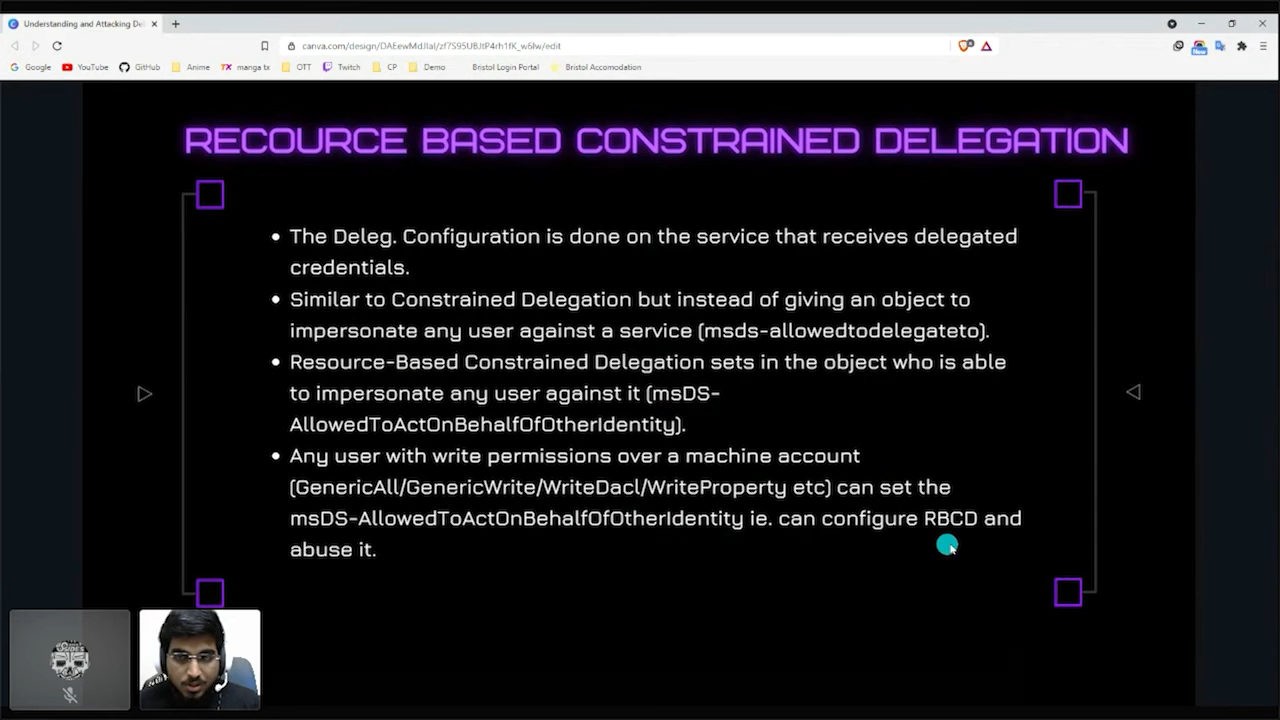 Understanding and Attacking Del
canva.com/design/DAEewMdJIaI/zf7S95UBJtP4rh1fK_w6Iw/edit
Google YouTube GitHub Anime TX manga tx OTT Twitch CP Demo Bristol Login Portal Bristol Accomodation
New
RECOURCE BASED CONSTRAINED DELEGATION
• The Deleg. Configuration is done on the service that receives delegated
credentials.
• Similar to Constrained Delegation but instead of giving an object to
impersonate any user against a service (msds-allowedtodelegateto).
• Resource-Based Constrained Delegation sets in the object who is able
to impersonate any user against it (msDS-
AllowedToActOnBehalfOfOtherIdentity).
• Any user with write permissions over a machine account
(GenericAll/GenericWrite/WriteDacl/WriteProperty etc) can set the
msDS-AllowedToActOnBehalfOfOtherIdentity ie. can configure RBCD and
abuse it.